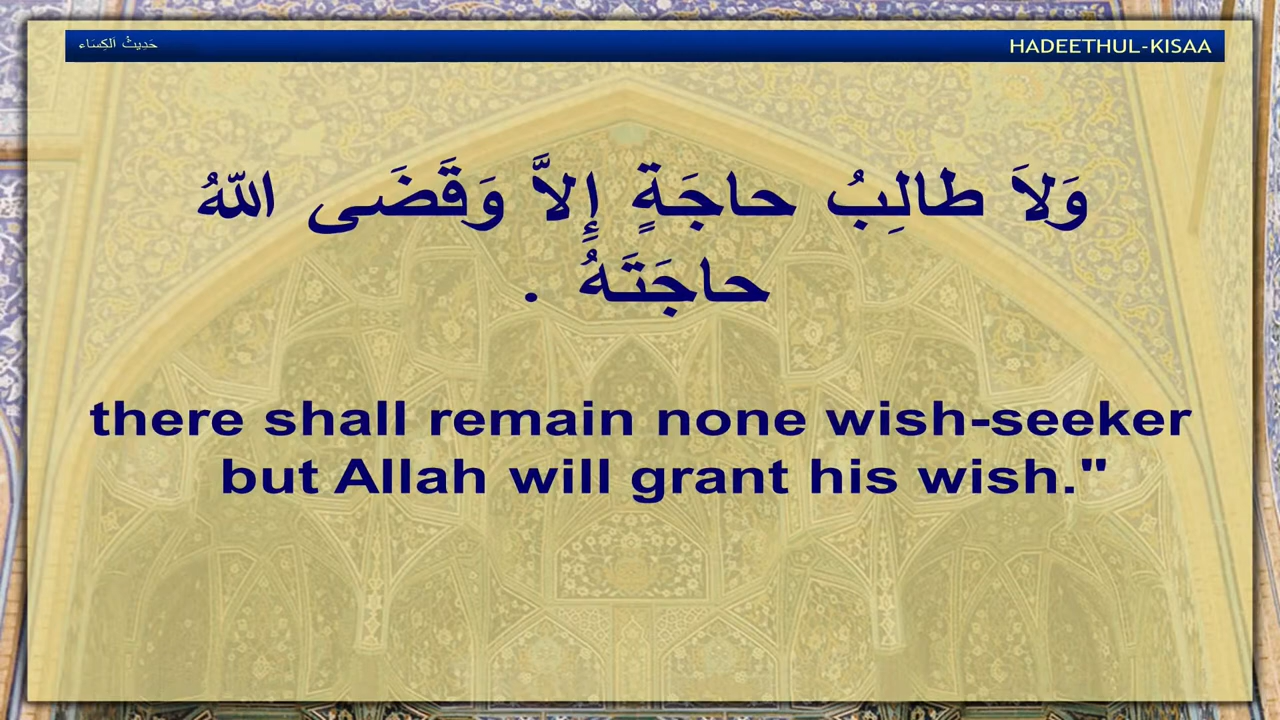 حَدِيثْ اَلكِسَاء
HADEETHUL-KISAA
وَلاَ طالِبُ حاجَةٍ إِلاَّ وَقَضَى اللّهُ
حاجَتَهُ .
there shall remain none wish-seeker
but Allah will grant his wish."